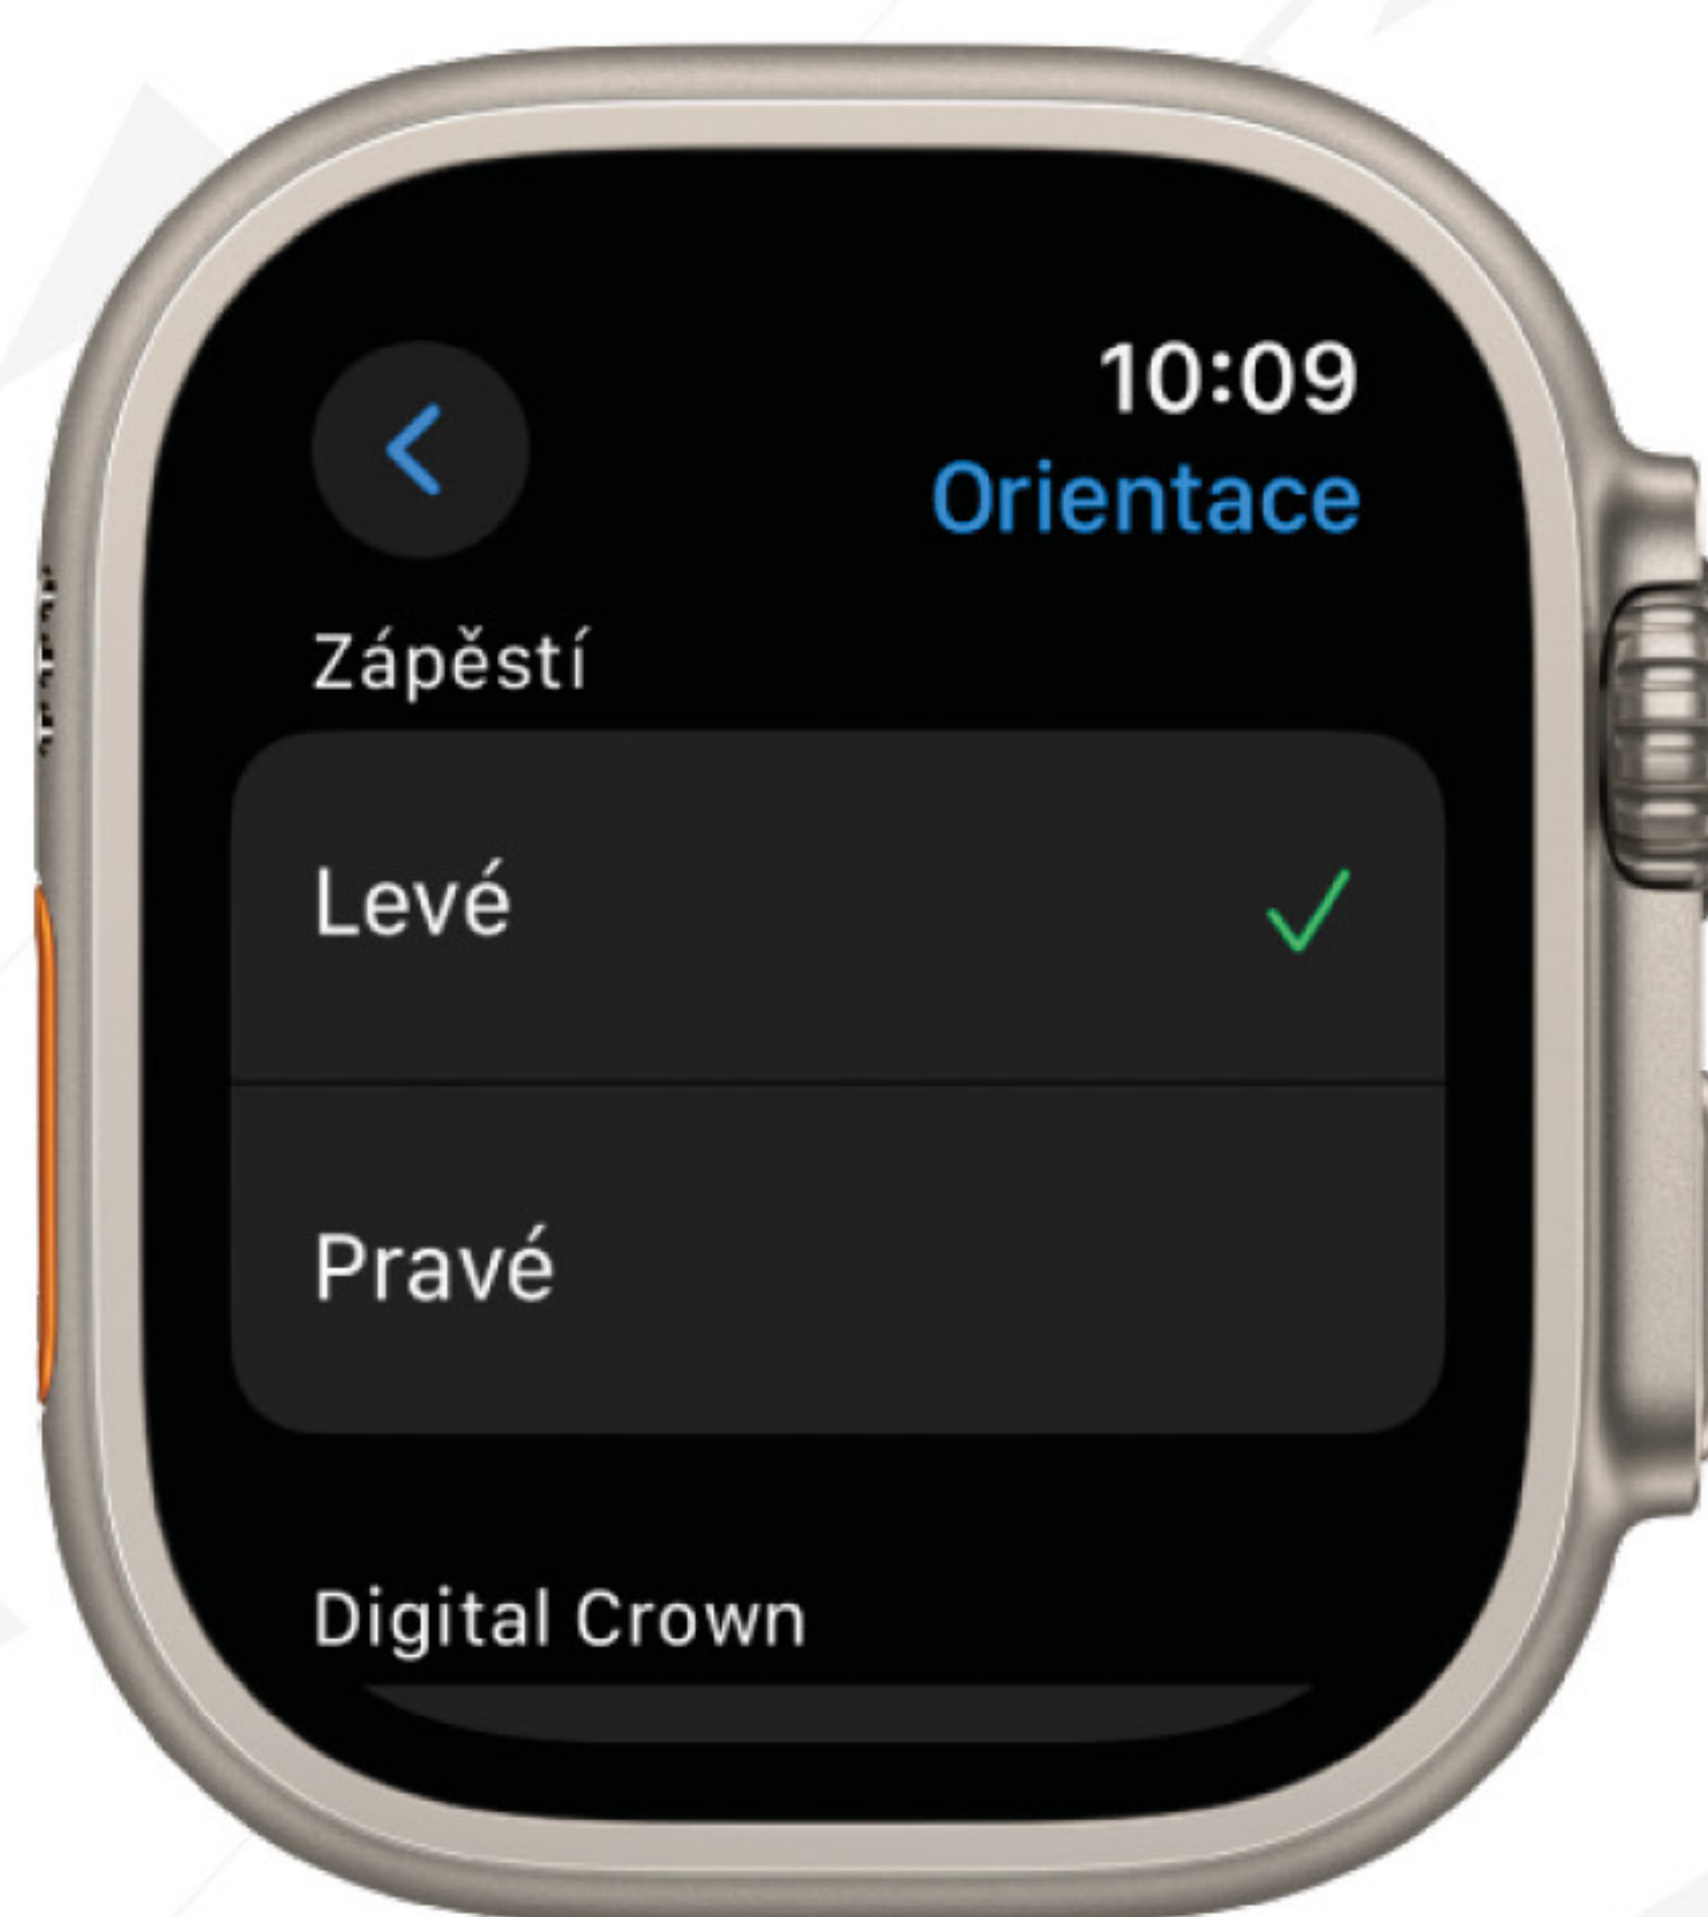 10:09
Orientace
Zápěstí
Levé
Pravé
Digital Crown